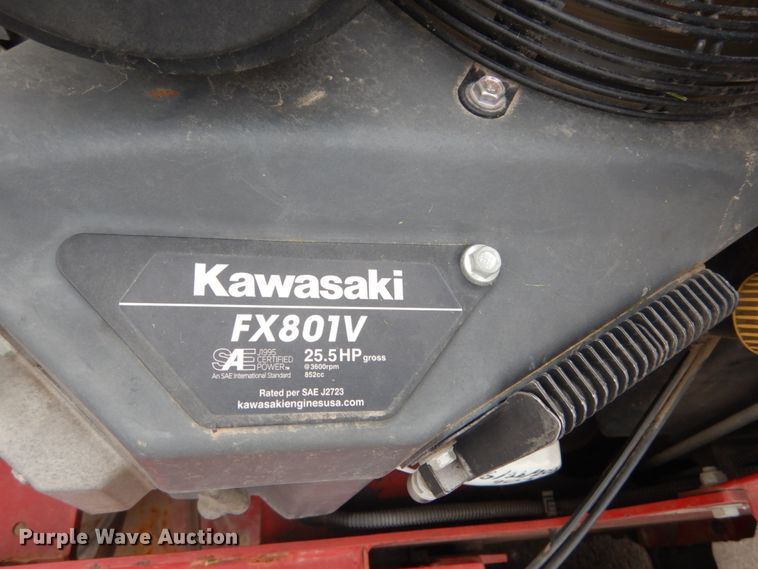 Kawasaki
FX801V
SAE J1995 CERTIFIED POWER™
An SAE International Standard
25.5 HP gross
@3600rpm
852cc
Rated per SAE J2723
kawasakienginesusa.com
Purple Wave Auction